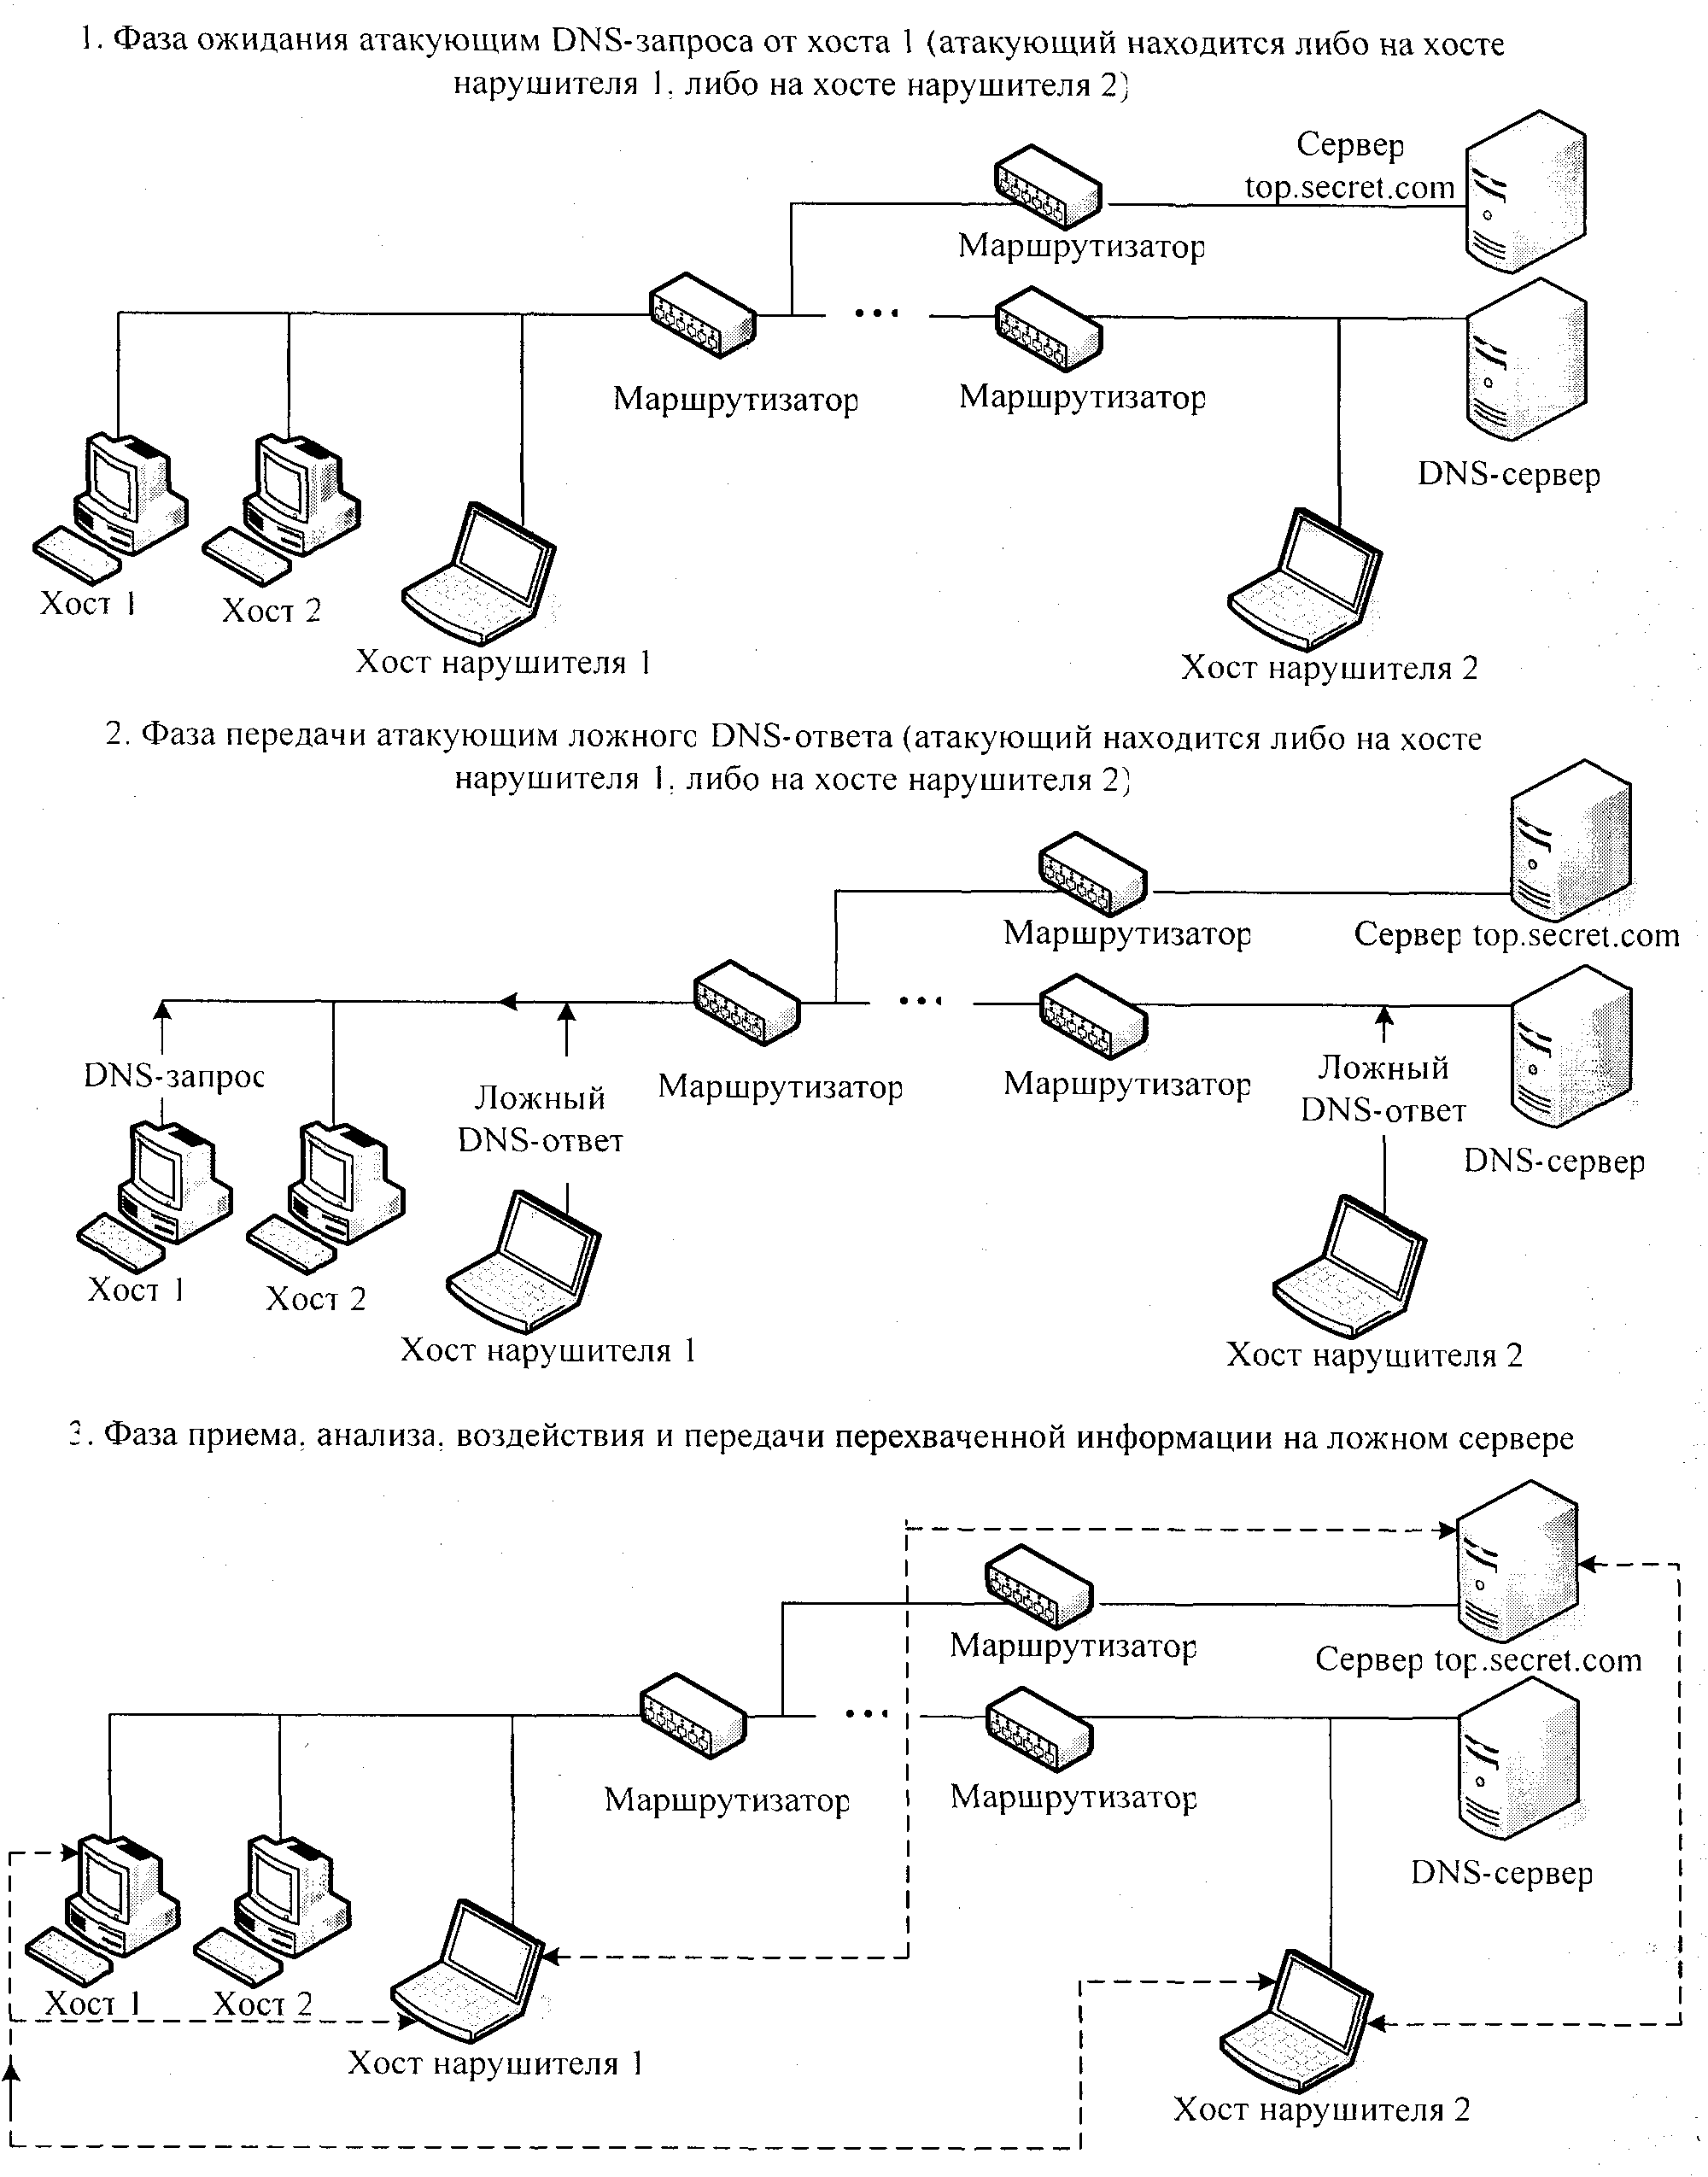 1. Фаза ожидания атакующим DNS-запроса от хоста 1 (атакующий находится либо на хосте
нарушителя 1, либо на хосте нарушителя 2)
Сервер
top.secret.com
Маршрутизатор
Маршрутизатор
Маршрутизатор
DNS-сервер
Хост 1
Хост 2
Хост нарушителя 1
Хост нарушителя 2
2. Фаза передачи атакующим ложного DNS-ответа (атакующий находится либо на хосте
нарушителя 1, либо на хосте нарушителя 2)
Маршрутизатор
Сервер top.secret.com
DNS-запрос
Ложный
DNS-ответ
Маршрутизатор
Маршрутизатор
Ложный
DNS-ответ
DNS-сервер
Хост 1
Хост 2
Хост нарушителя 1
Хост нарушителя 2
3. Фаза приема, анализа, воздействия и передачи перехваченной информации на ложном сервере
Маршрутизатор
Сервер top.secret.com
Маршрутизатор
Маршрутизатор
DNS-сервер
Хост 1
Хост 2
Хост нарушителя 1
Хост нарушителя 2